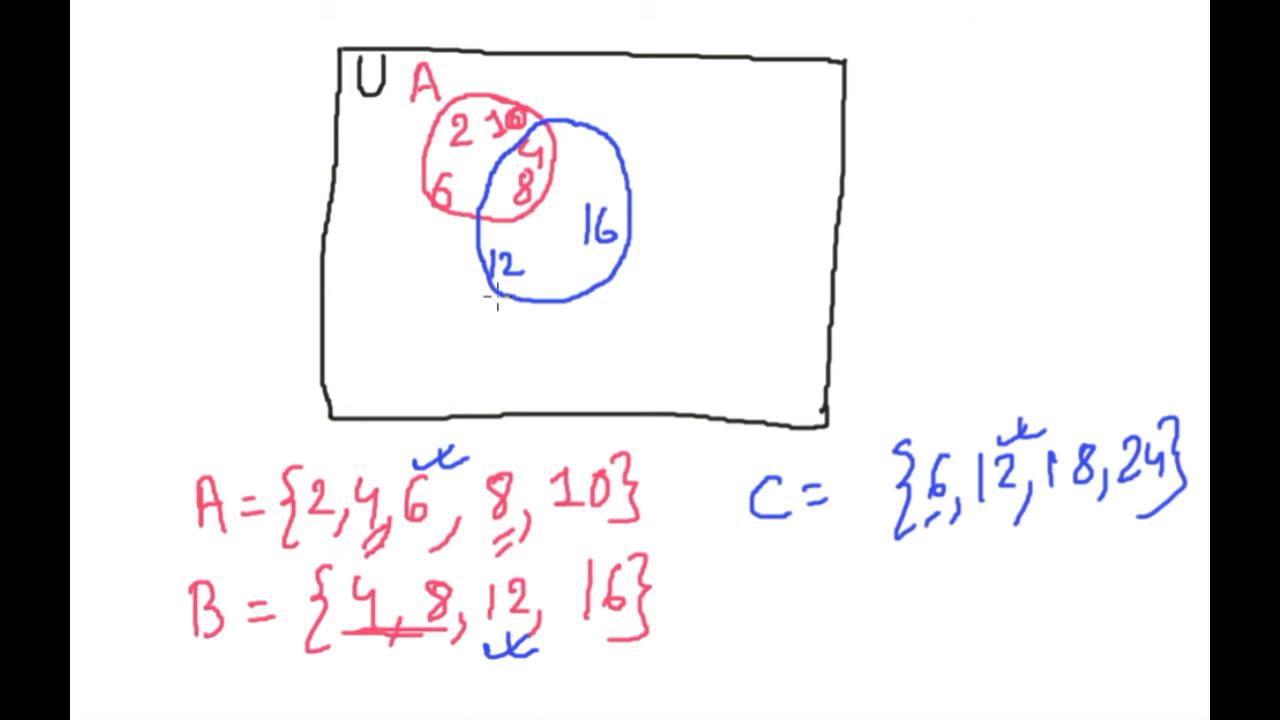 U A
2 10
4
6 8
16
12
A = {2, 4, 6, 8, 10}
C = {6, 12, 18, 24}
B = {4, 8, 12, 16}